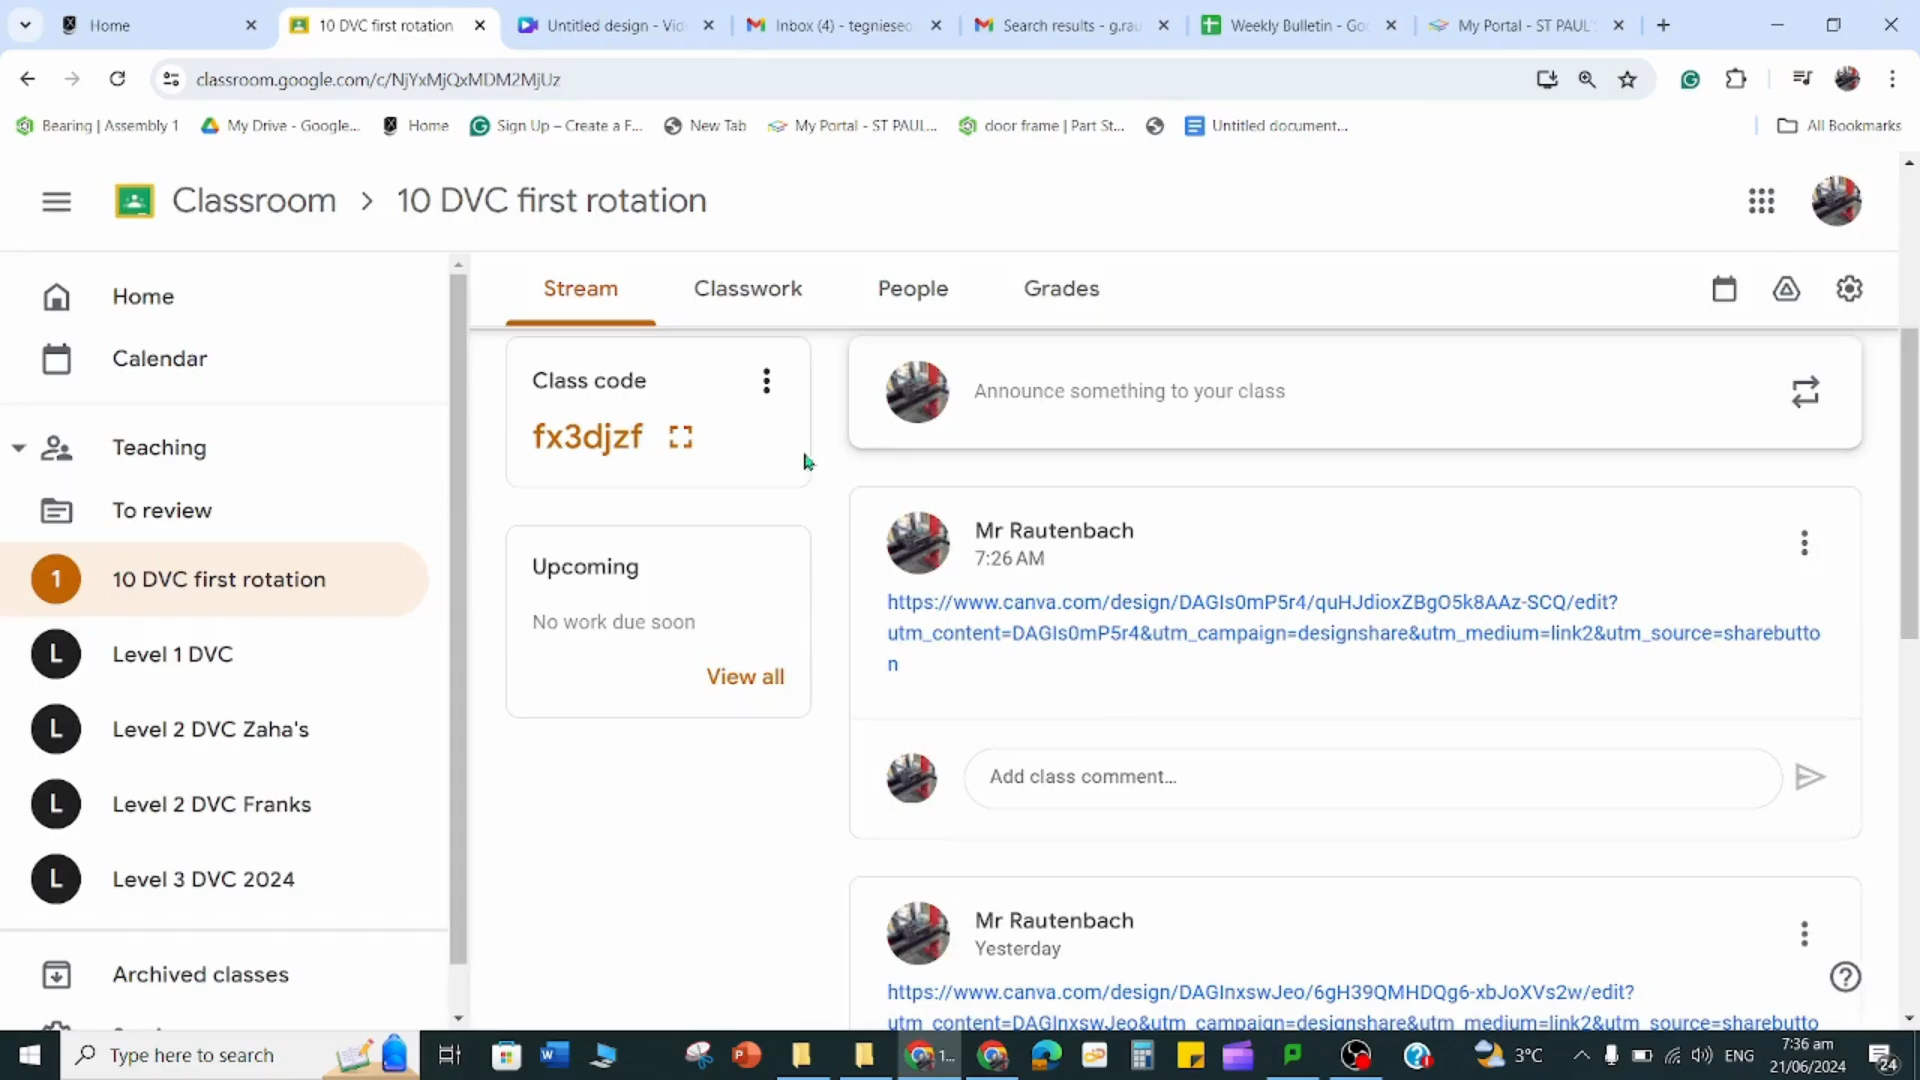 Home
10 DVC first rotation
Untitled design - Vid
Inbox (4) - tegnieseo
Search results - g.rau
Weekly Bulletin - Goo
My Portal - ST PAUL'
classroom.google.com/c/NjYxMjQxMDM2MjUz
Bearing | Assembly 1
My Drive - Google...
Home
Sign Up – Create a F...
New Tab
My Portal - ST PAUL...
door frame | Part St...
Untitled document...
All Bookmarks
Classroom > 10 DVC first rotation
Home
Calendar
Teaching
To review
1 10 DVC first rotation
L Level 1 DVC
L Level 2 DVC Zaha's
L Level 2 DVC Franks
L Level 3 DVC 2024
Archived classes
Stream
Classwork
People
Grades
Class code
fx3djzf
Upcoming
No work due soon
View all
Announce something to your class
Mr Rautenbach
7:26 AM
https://www.canva.com/design/DAGIs0mP5r4/quHJdioxZBgO5k8AAz-SCQ/edit?
utm_content=DAGIs0mP5r4&utm_campaign=designshare&utm_medium=link2&utm_source=sharebutto
n
Add class comment...
Mr Rautenbach
Yesterday
https://www.canva.com/design/DAGInxswJeo/6gH39QMHDQg6-xbJoXVs2w/edit?
utm_content=DAGInxswJeo&utm_campaign=designshare&utm_medium=link2&utm_source=sharebutto
Type here to search
1...
3°C
ENG
7:36 am
21/06/2024
24